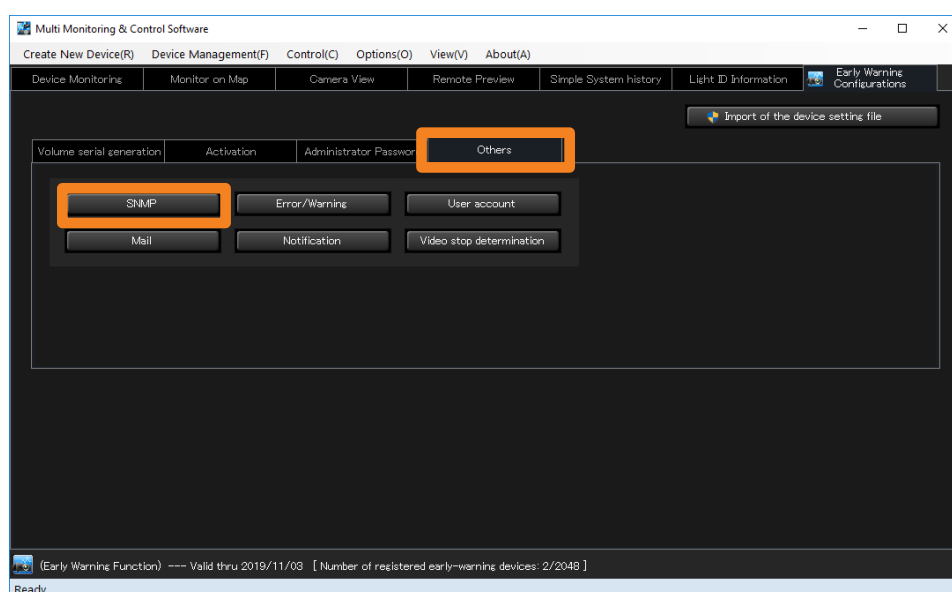 Multi Monitoring & Control Software
Create New Device(R) Device Management(F) Control(C) Options(O) View(V) About(A)
Device Monitoring Monitor on Map Camera View Remote Preview Simple System history Light ID Information Early Warning
Configurations
Import of the device setting file
Volume serial generation Activation Administrator Passwor Others
SNMP Error/Warning User account
Mail Notification Video stop determination
(Early Warning Function) --- Valid thru 2019/11/03 [ Number of registered early-warning devices: 2/2048 ]
Ready